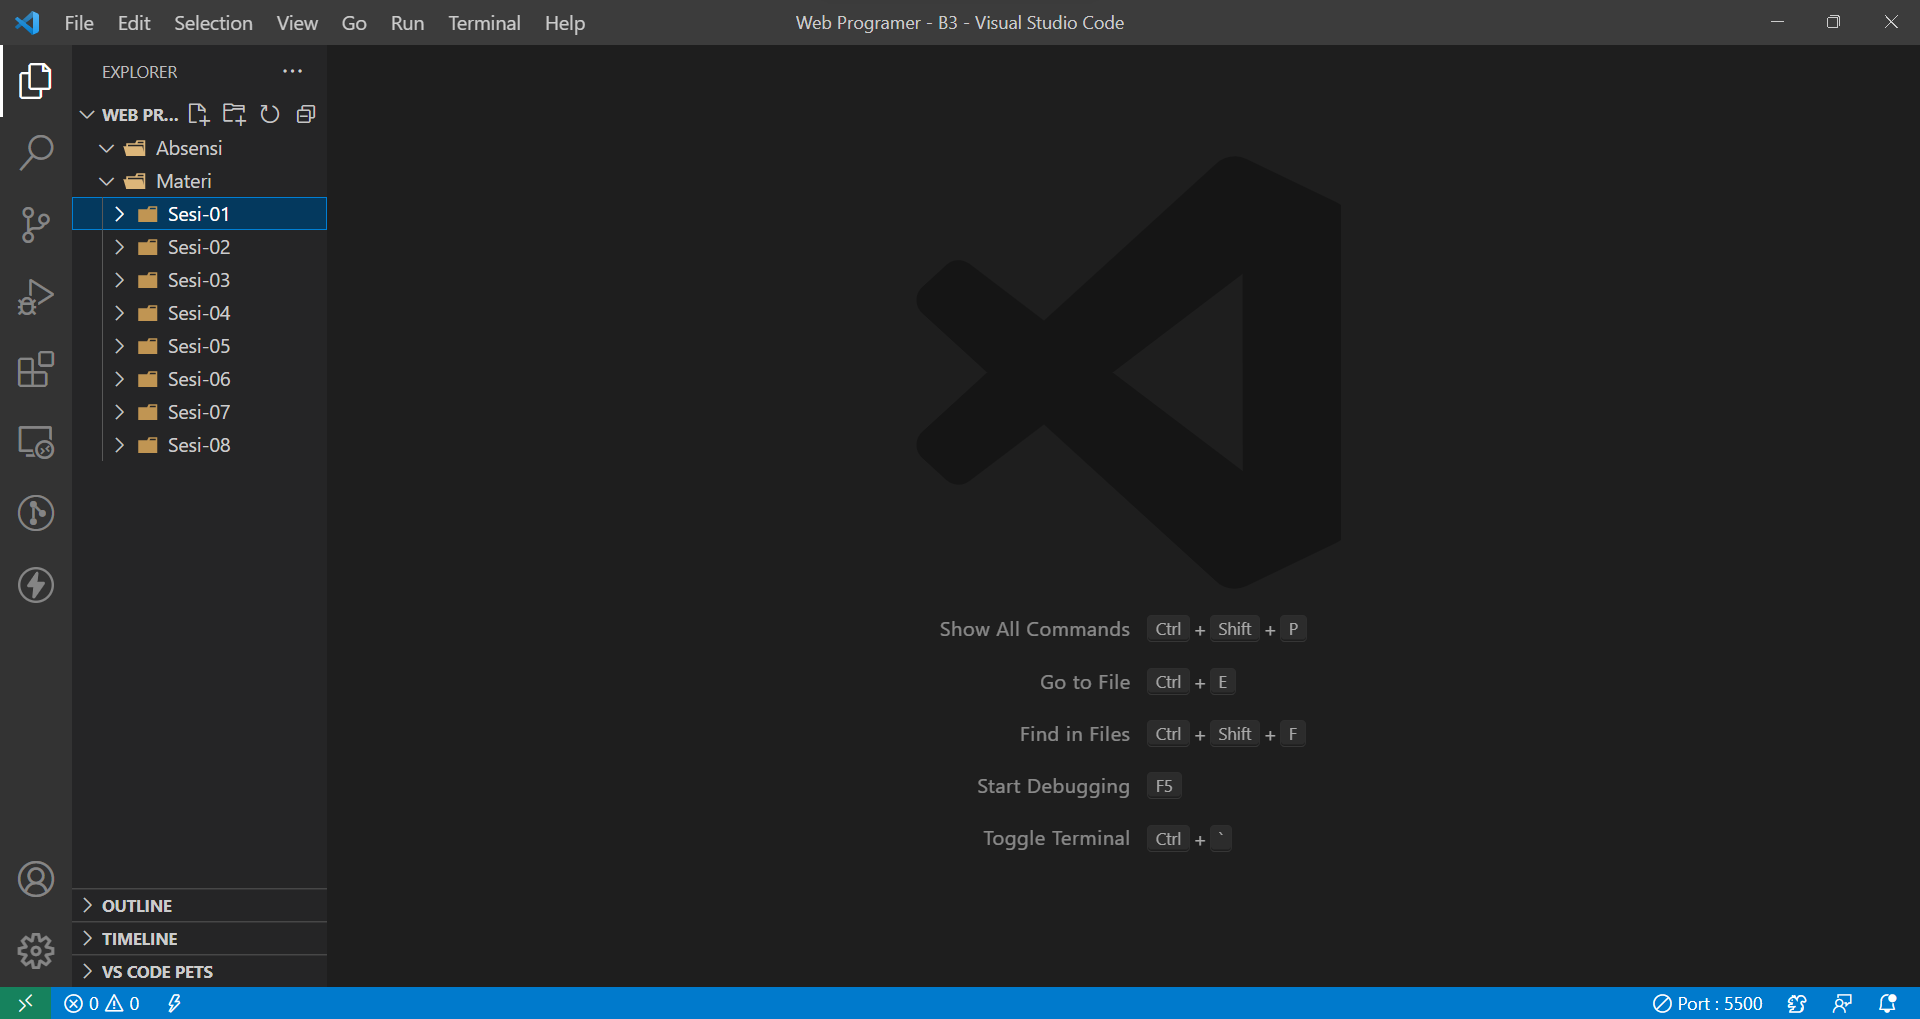 File Edit Selection View Go Run Terminal Help
Web Programer - B3 - Visual Studio Code
EXPLORER
WEB PR...
Absensi
Materi
Sesi-01
Sesi-02
Sesi-03
Sesi-04
Sesi-05
Sesi-06
Sesi-07
Sesi-08
Show All Commands Ctrl + Shift + P
Go to File Ctrl + E
Find in Files Ctrl + Shift + F
Start Debugging F5
Toggle Terminal Ctrl + `
OUTLINE
TIMELINE
VS CODE PETS
0 0
Port : 5500